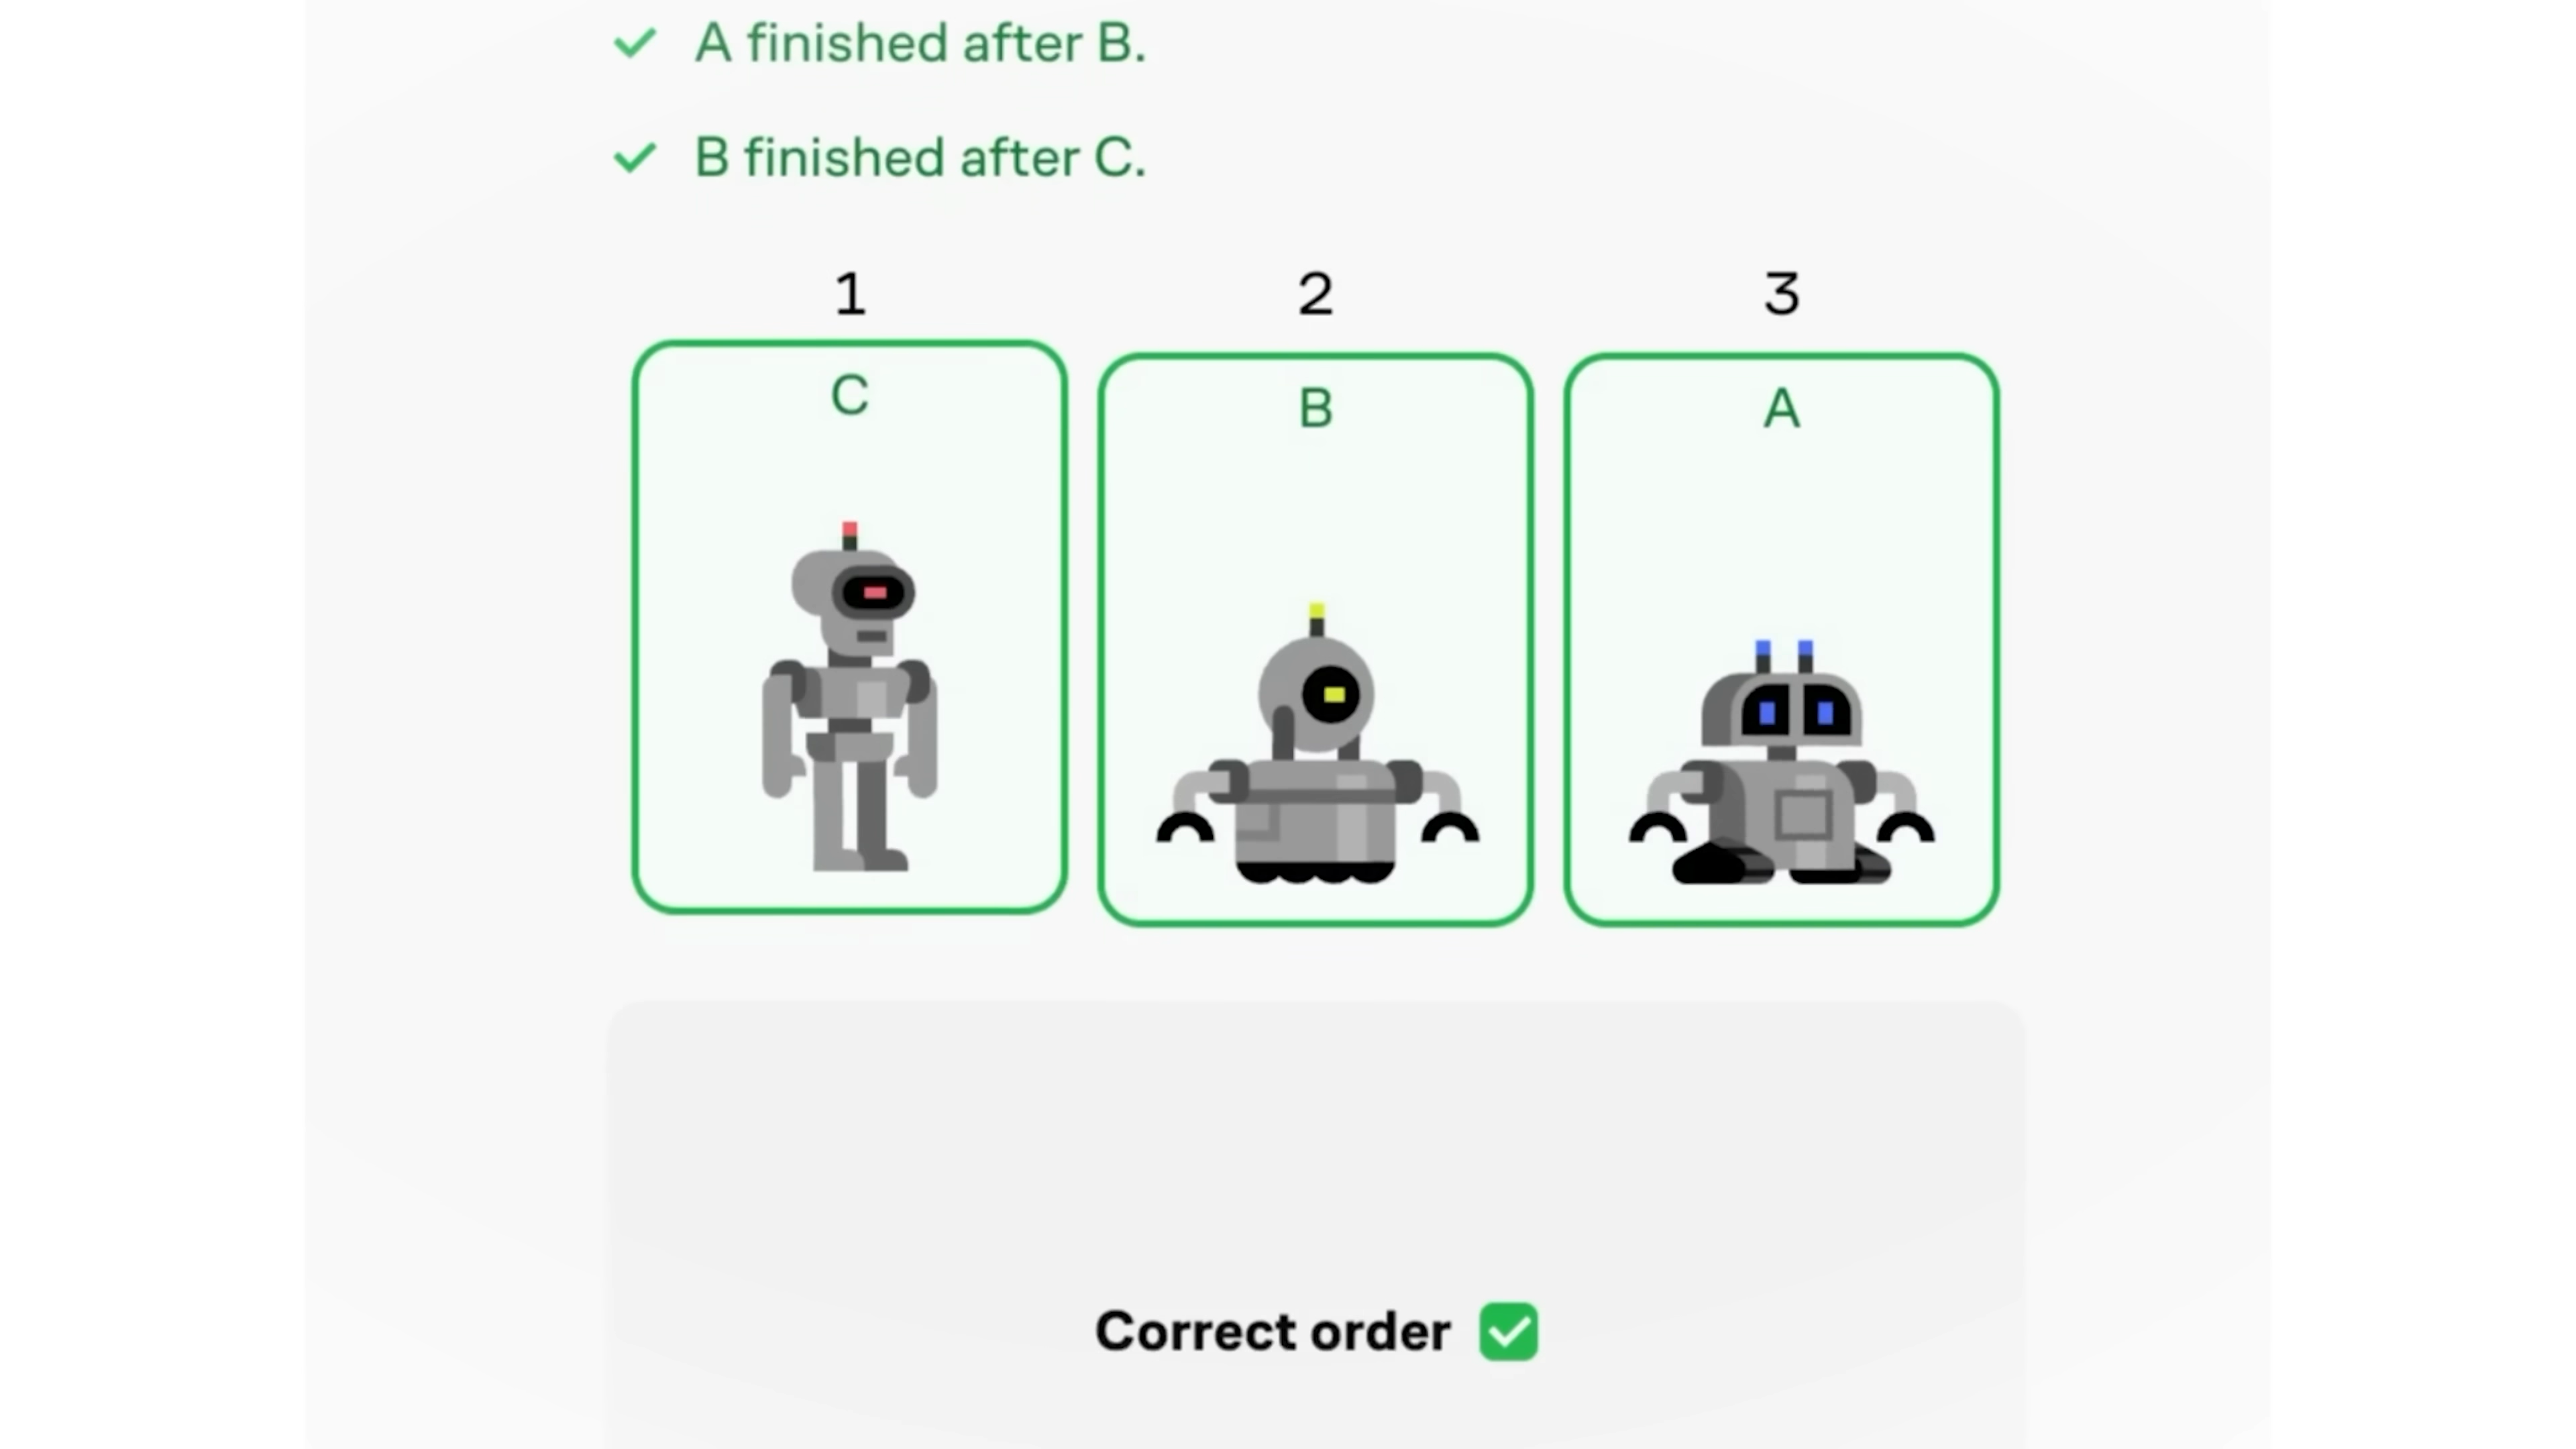 A finished after B.
B finished after C.
1 2 3
C B A
Correct order